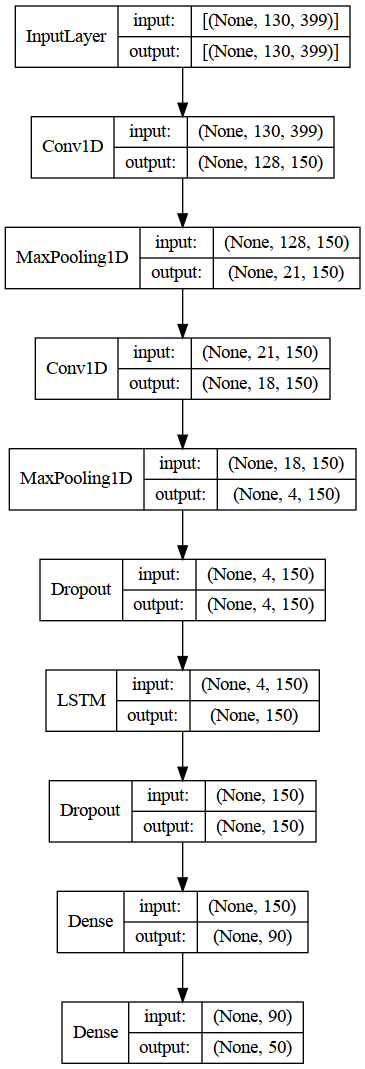 InputLayer input: [(None, 130, 399)]
output: [(None, 130, 399)]
Conv1D input: (None, 130, 399)
output: (None, 128, 150)
MaxPooling1D input: (None, 128, 150)
output: (None, 21, 150)
Conv1D input: (None, 21, 150)
output: (None, 18, 150)
MaxPooling1D input: (None, 18, 150)
output: (None, 4, 150)
Dropout input: (None, 4, 150)
output: (None, 4, 150)
LSTM input: (None, 4, 150)
output: (None, 150)
Dropout input: (None, 150)
output: (None, 150)
Dense input: (None, 150)
output: (None, 90)
Dense input: (None, 90)
output: (None, 50)